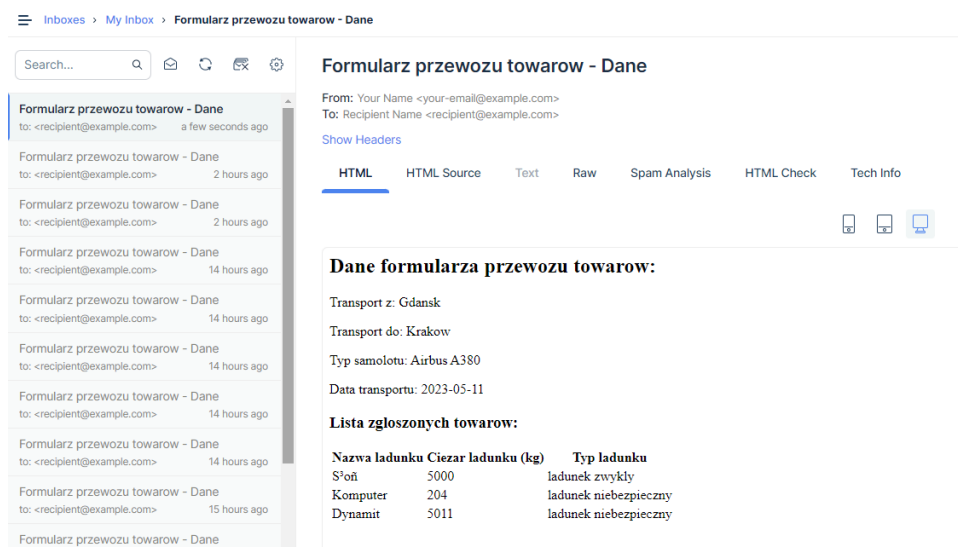 Inboxes > My Inbox > Formularz przewozu towarow - Dane
Search...
Formularz przewozu towarow - Dane
to: <recipient@example.com> a few seconds ago
Formularz przewozu towarow - Dane
to: <recipient@example.com> 2 hours ago
Formularz przewozu towarow - Dane
to: <recipient@example.com> 2 hours ago
Formularz przewozu towarow - Dane
to: <recipient@example.com> 14 hours ago
Formularz przewozu towarow - Dane
to: <recipient@example.com> 14 hours ago
Formularz przewozu towarow - Dane
to: <recipient@example.com> 14 hours ago
Formularz przewozu towarow - Dane
to: <recipient@example.com> 14 hours ago
Formularz przewozu towarow - Dane
to: <recipient@example.com> 14 hours ago
Formularz przewozu towarow - Dane
to: <recipient@example.com> 15 hours ago
Formularz przewozu towarow - Dane
Formularz przewozu towarow - Dane
From: Your Name <your-email@example.com>
To: Recipient Name <recipient@example.com>
Show Headers
HTML HTML Source Text Raw Spam Analysis HTML Check Tech Info
Dane formularza przewozu towarow:
Transport z: Gdansk
Transport do: Krakow
Typ samolotu: Airbus A380
Data transportu: 2023-05-11
Lista zgloszonych towarow:
Nazwa ladunku Ciezar ladunku (kg) Typ ladunku
S³oñ 5000 ladunek zwykly
Komputer 204 ladunek niebezpieczny
Dynamit 5011 ladunek niebezpieczny